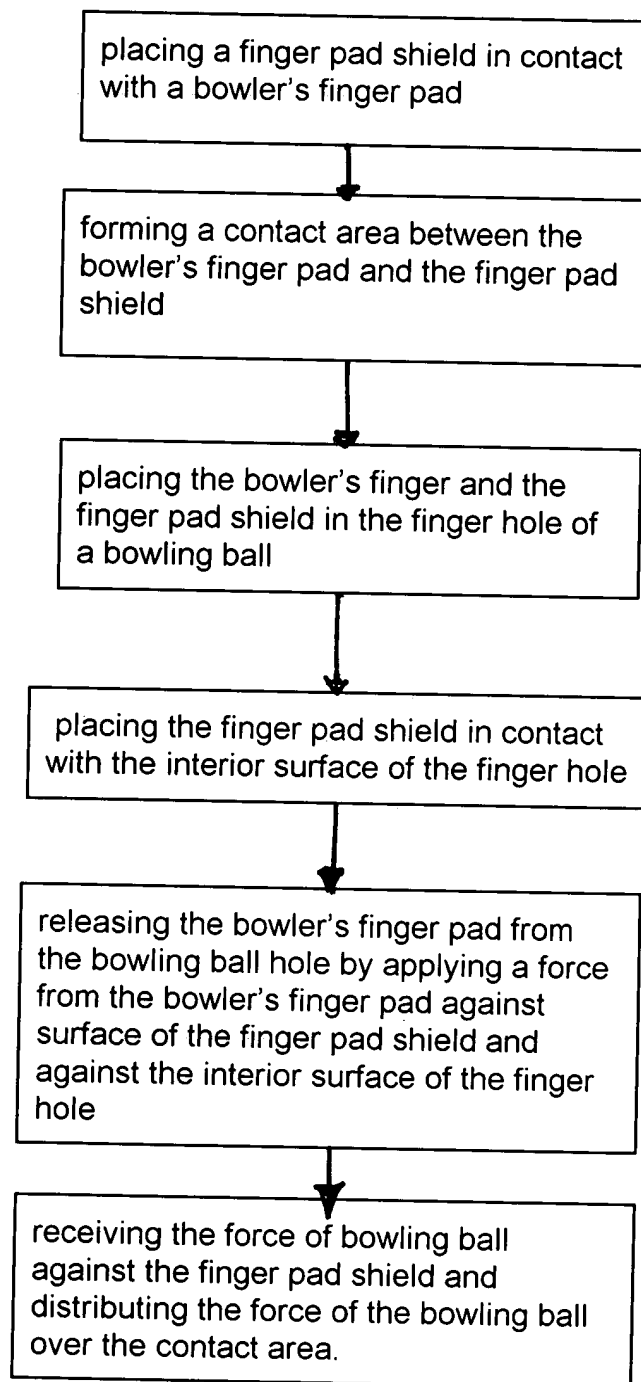 placing a finger pad shield in contact
with a bowler's finger pad
forming a contact area between the
bowler's finger pad and the finger pad
shield
placing the bowler's finger and the
finger pad shield in the finger hole of
a bowling ball
placing the finger pad shield in contact
with the interior surface of the finger hole
releasing the bowler's finger pad from
the bowling ball hole by applying a force
from the bowler's finger pad against
surface of the finger pad shield and
against the interior surface of the finger
hole
receiving the force of bowling ball
against the finger pad shield and
distributing the force of the bowling ball
over the contact area.